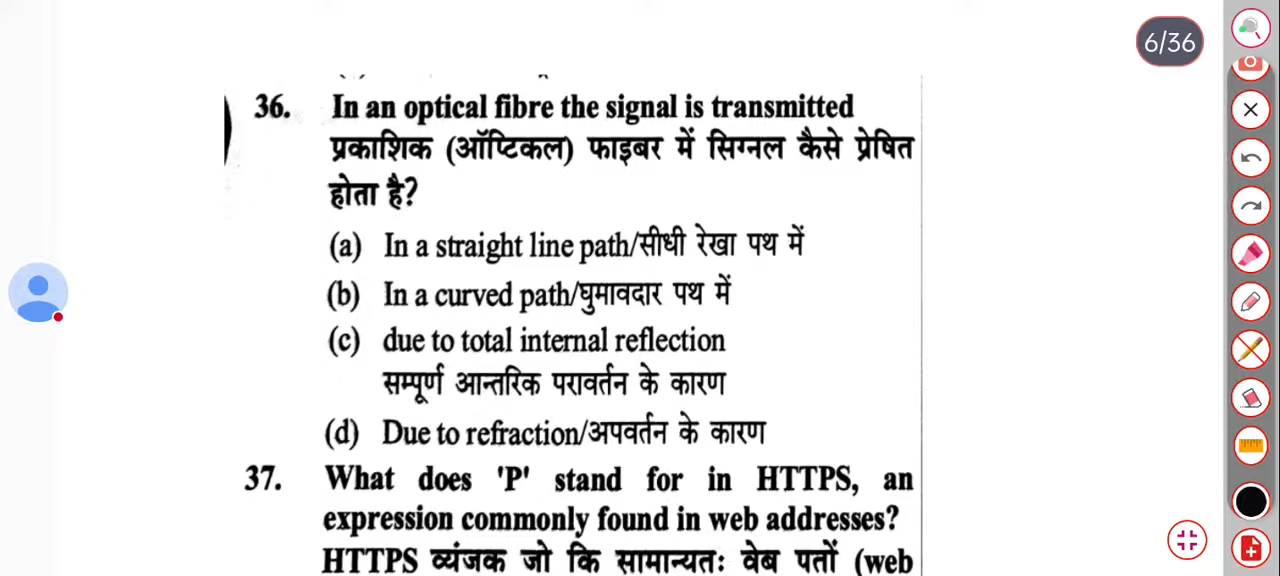 6/36
36. In an optical fibre the signal is transmitted
प्रकाशिक (ऑप्टिकल) फाइबर में सिग्नल कैसे प्रेषित
होता है?
(a) In a straight line path/सीधी रेखा पथ में
(b) In a curved path/घुमावदार पथ में
(c) due to total internal reflection
सम्पूर्ण आन्तरिक परावर्तन के कारण
(d) Due to refraction/अपवर्तन के कारण
37. What does 'P' stand for in HTTPS, an
expression commonly found in web addresses?
HTTPS व्यंजक जो कि सामान्यतः वेब पतों (web